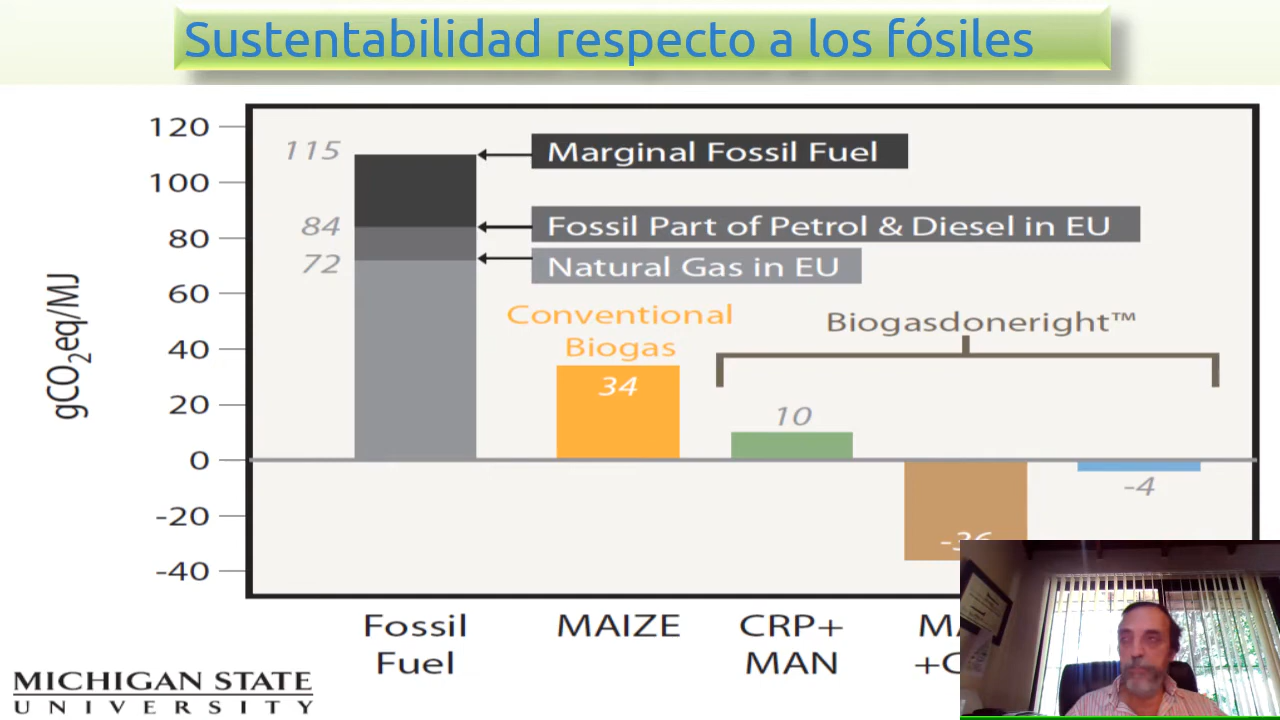 Sustentabilidad respecto a los fósiles
120
100
80
60
40
20
0
-20
-40
gCO₂eq/MJ
115
84
72
Marginal Fossil Fuel
Fossil Part of Petrol & Diesel in EU
Natural Gas in EU
Conventional
Biogas
34
Biogasdoneright™
10
-36
-4
Fossil
Fuel
MAIZE
CRP+
MAN
MICHIGAN STATE
UNIVERSITY